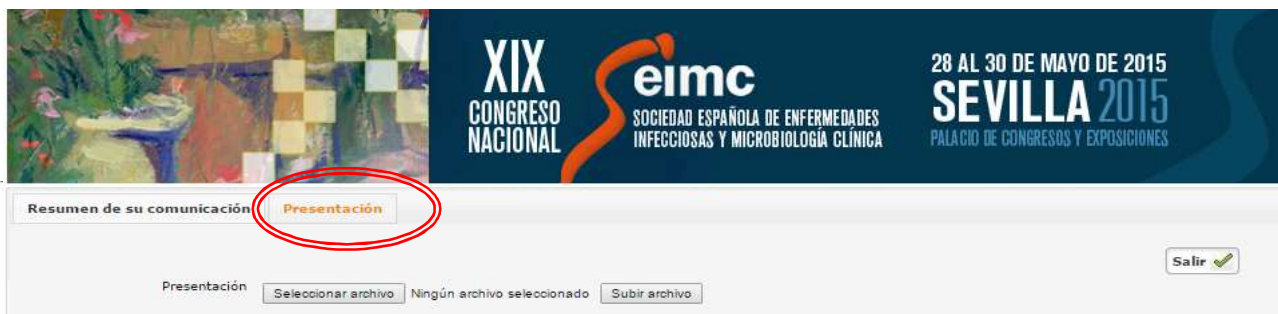 XIX
CONGRESO
NACIONAL
eimc
SOCIEDAD ESPAÑOLA DE ENFERMEDADES
INFECCIOSAS Y MICROBIOLOGÍA CLÍNICA
28 AL 30 DE MAYO DE 2015
SEVILLA 2015
PALACIO DE CONGRESOS Y EXPOSICIONES
Resumen de su comunicación Presentación
Salir
Presentación Seleccionar archivo Ningún archivo seleccionado Subir archivo